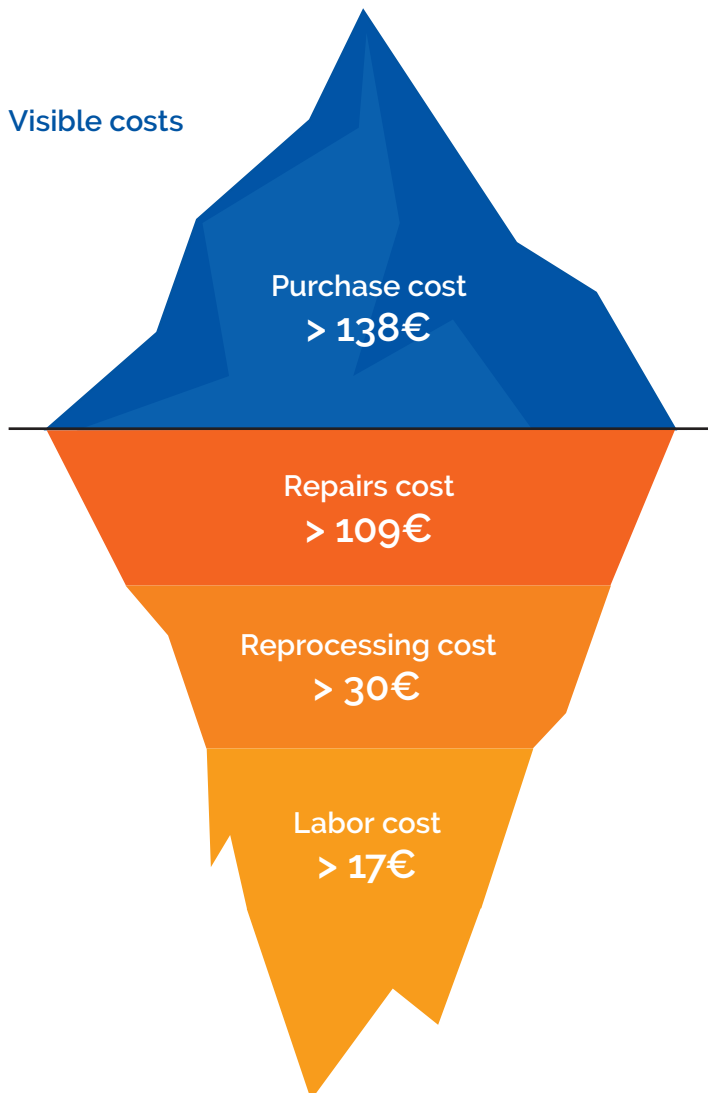 Visible costs
Purchase cost
> 138€
Repairs cost
> 109€
Reprocessing cost
> 30€
Labor cost
> 17€